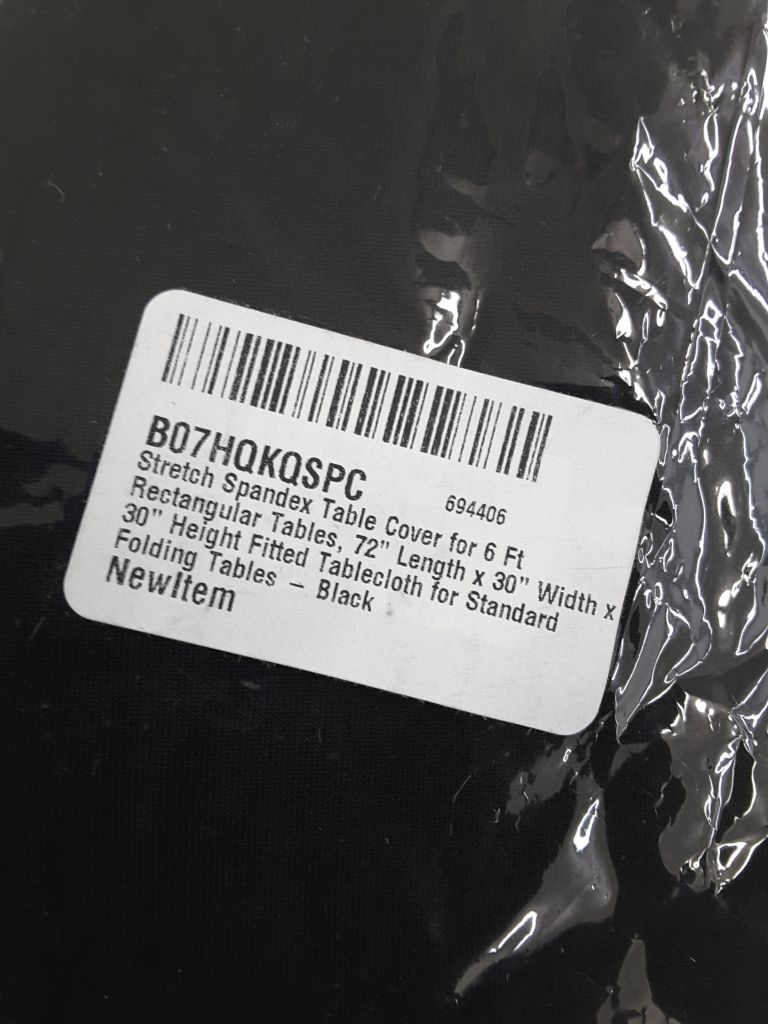 B07HQKQSPC
694406
Stretch Spandex Table Cover for 6 Ft
Rectangular Tables, 72" Length x 30" Width x
30" Height Fitted Tablecloth for Standard
Folding Tables – Black
NewItem